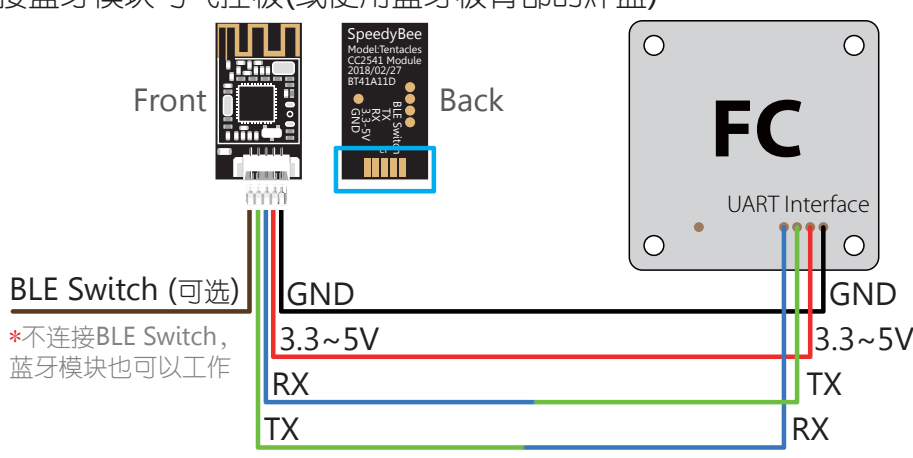 SpeedyBee
Model:Tentacles
CC2541 Module
2018/02/27
BT41A11D
Front
Back
BLE Switch
TX
RX
3.3~5V
GND
FC
UART Interface
BLE Switch (可选)
*不连接BLE Switch，
蓝牙模块也可以工作
GND
GND
3.3~5V
3.3~5V
RX
TX
TX
RX